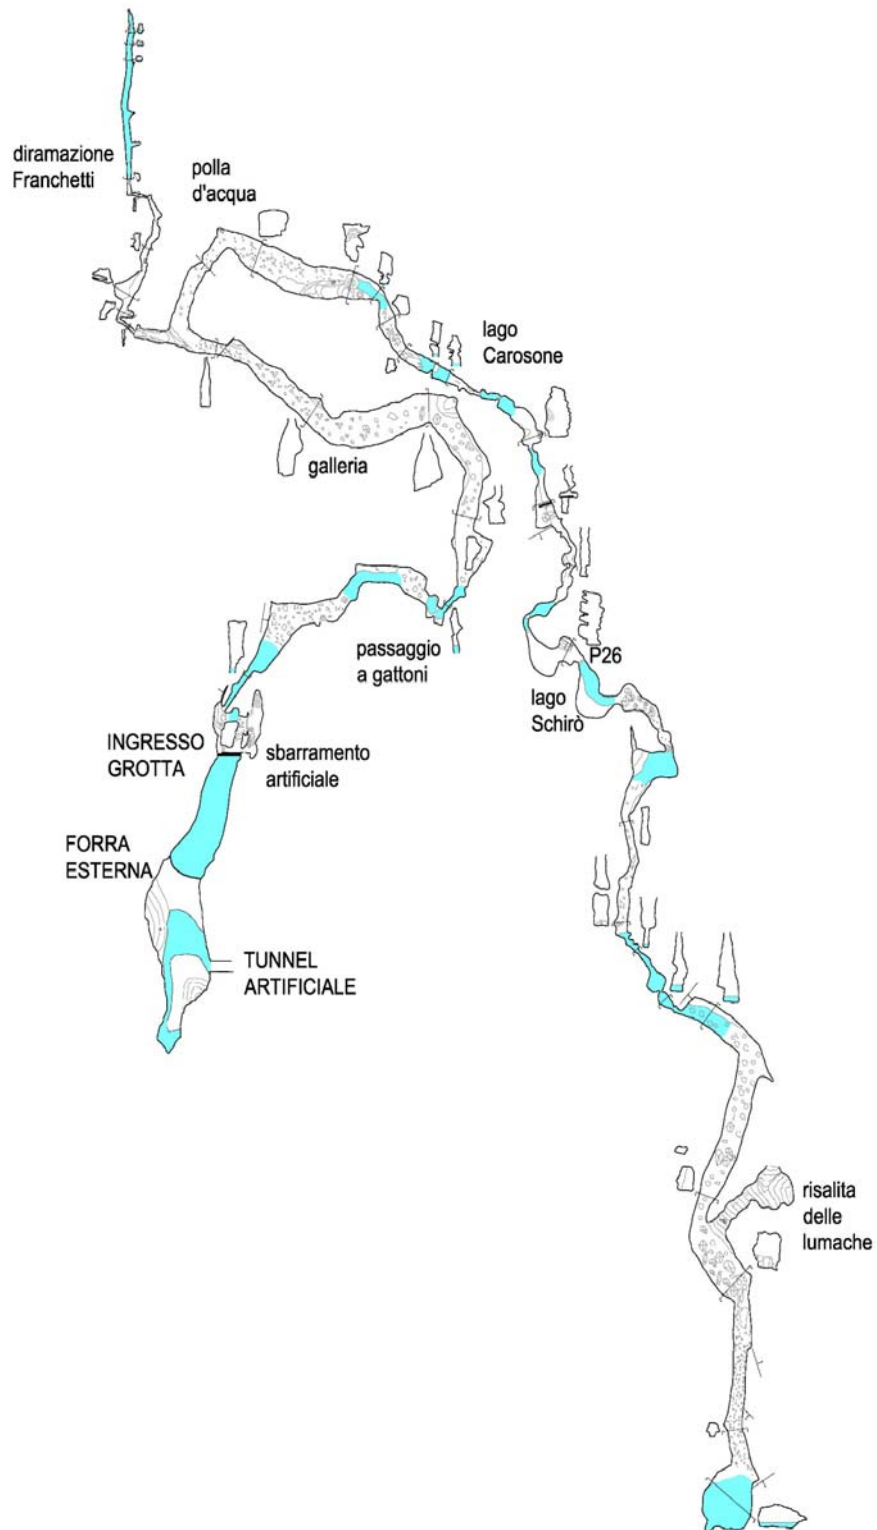 diramazione
Franchetti
polla
d'acqua
lago
Carosone
galleria
passaggio
a gattoni
P26
lago
Schirò
INGRESSO
GROTTA
sbarramento
artificiale
FORRA
ESTERNA
TUNNEL
ARTIFICIALE
risalita
delle
lumache